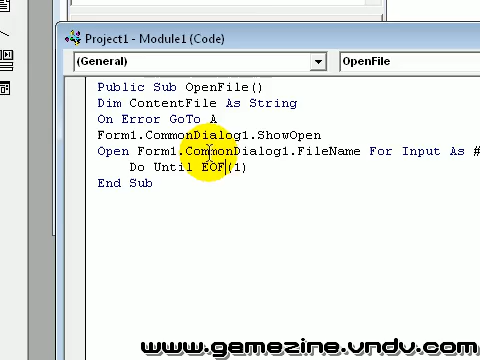 Project1 - Module1 (Code)
(General) OpenFile
Public Sub OpenFile()
Dim ContentFile As String
On Error GoTo A
Form1.CommonDialog1.ShowOpen
Open Form1.CommonDialog1.FileName For Input As #
Do Until EOF(1)
End Sub
www.gamezine.vndv.com